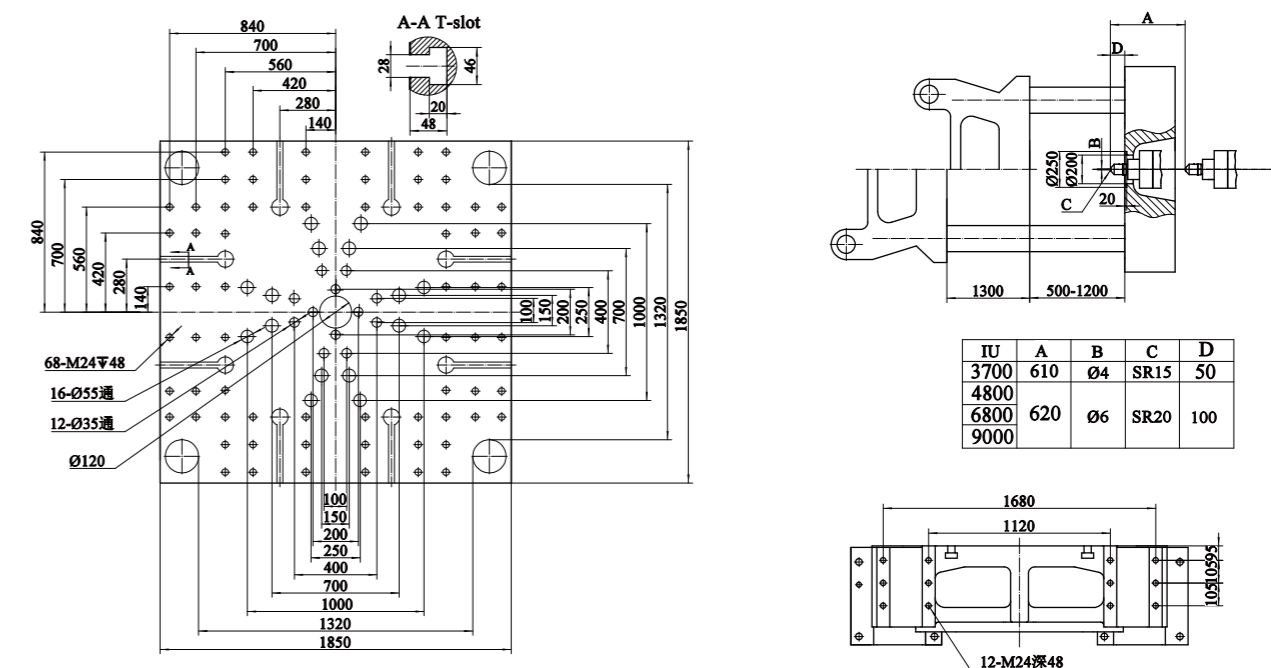 A-A T-slot
28
46
20
48
840
700
560
420
280
140
840
700
560
420
280
140
A
A
100
150
200
250
400
700
1000
1320
1850
68-M24↧48
16-Ø55通
12-Ø35通
Ø120
100
150
200
250
400
700
1000
1320
1850
A
D
B
Ø250
Ø200
C
20
1300
500-1200
IU A B C D
3700 610 Ø4 SR15 50
4800
6800 620 Ø6 SR20 100
9000
1680
1120
95
105
105
12-M24深48